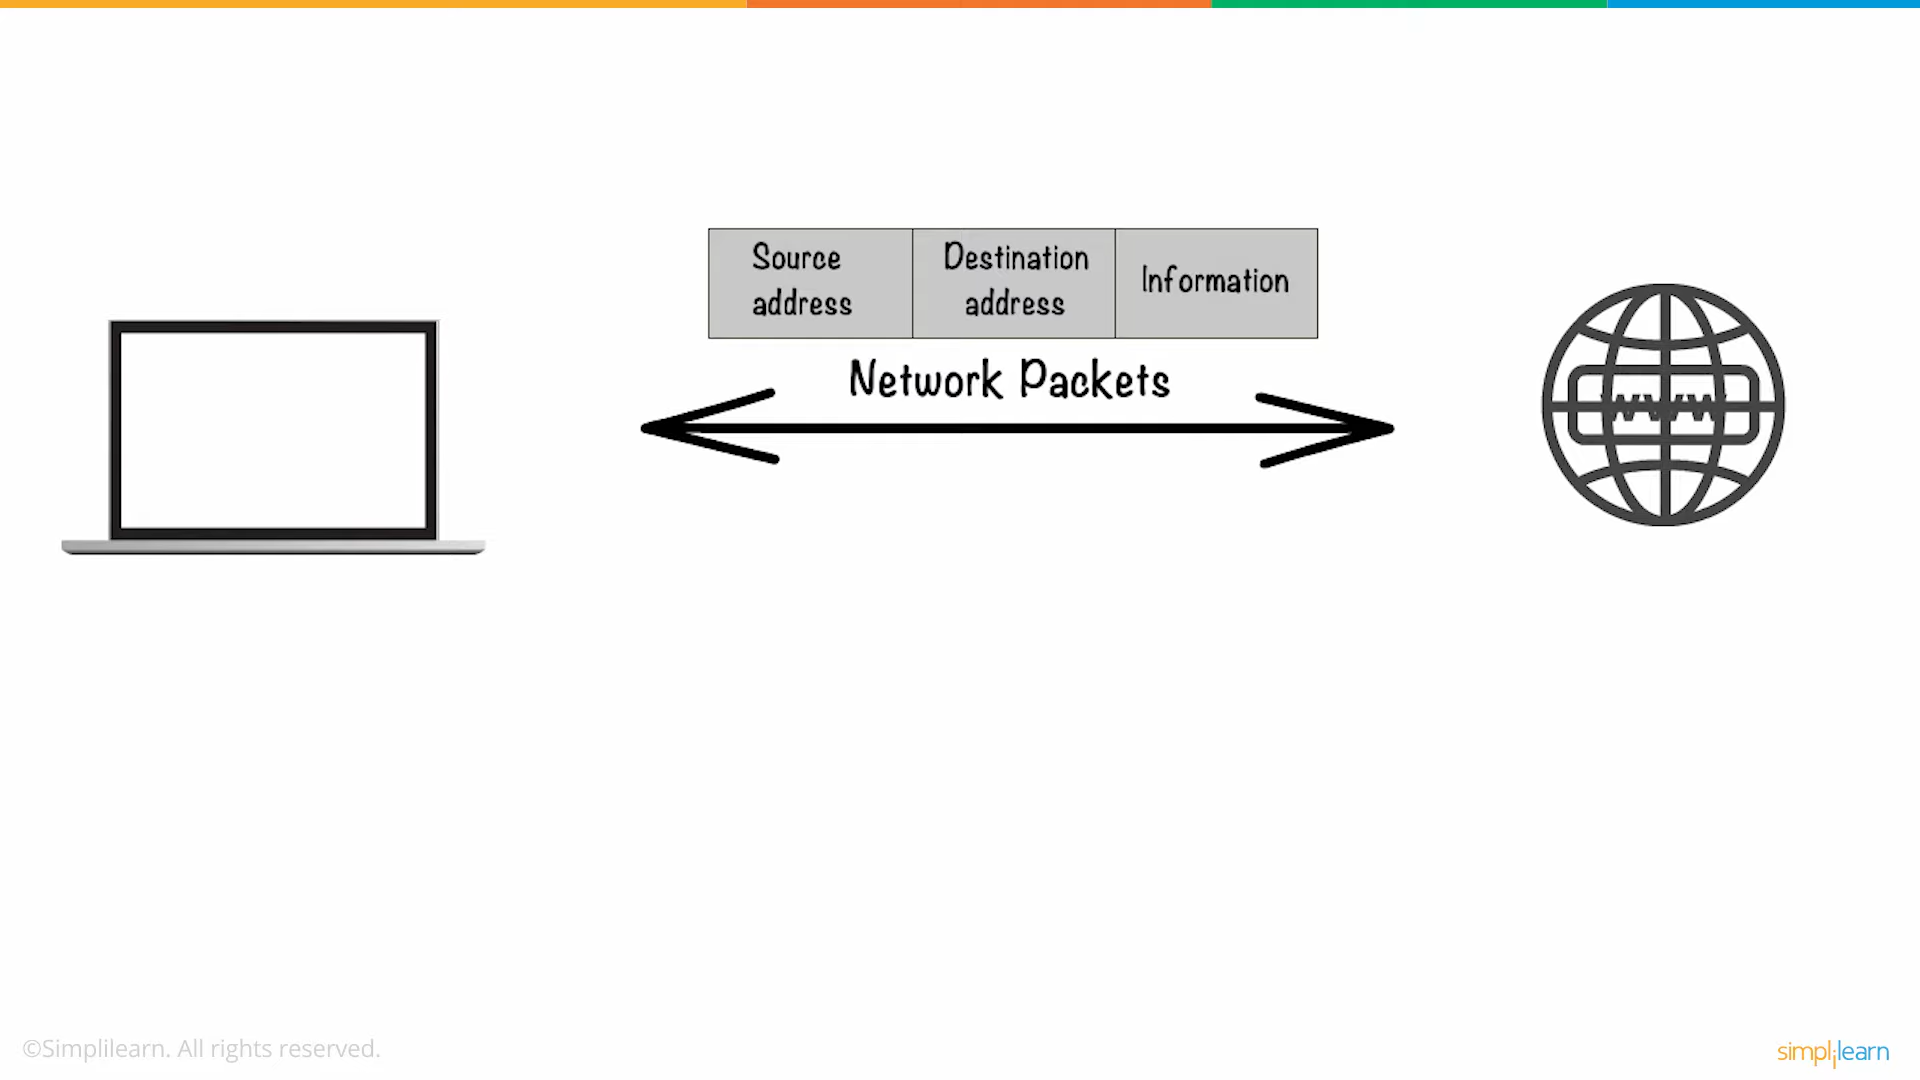 Source
address
Destination
address
Information
Network Packets
www
©Simplilearn. All rights reserved.
simplilearn